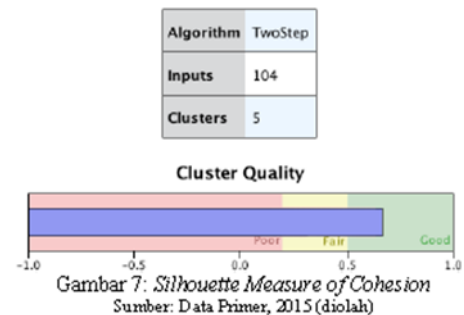 Algorithm TwoStep
Inputs 104
Clusters 5
Cluster Quality
Poor Fair Good
-1.0 -0.5 0.0 0.5 1.0
Gambar 7: Silhouette Measure of Cohesion
Sumber: Data Primer, 2015 (diolah)